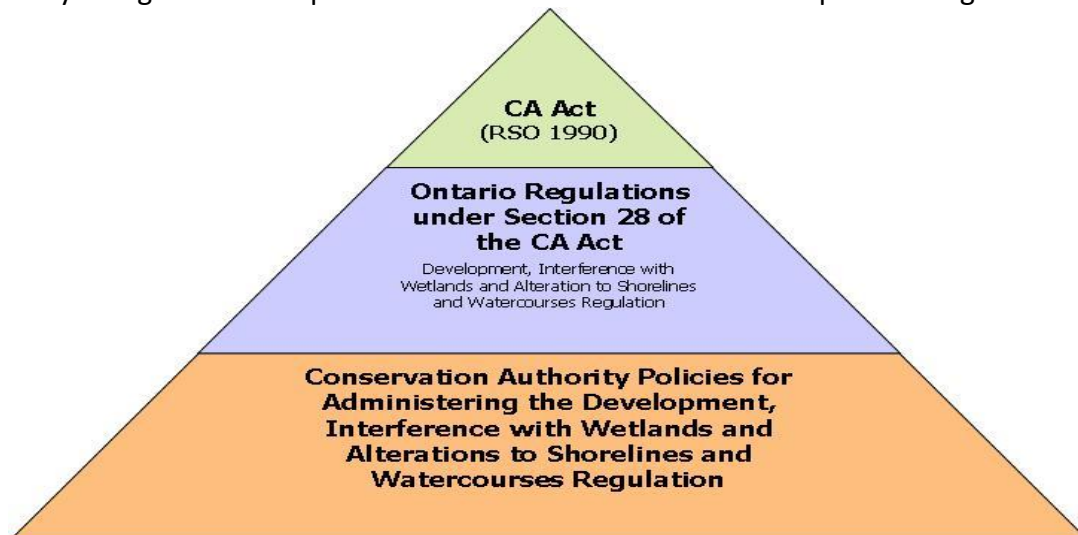 CA Act
(RSO 1990)
Ontario Regulations
under Section 28 of
the CA Act
Development, Interference with
Wetlands and Alteration to Shorelines
and Watercourses Regulation
Conservation Authority Policies for
Administering the Development,
Interference with Wetlands and
Alterations to Shorelines and
Watercourses Regulation